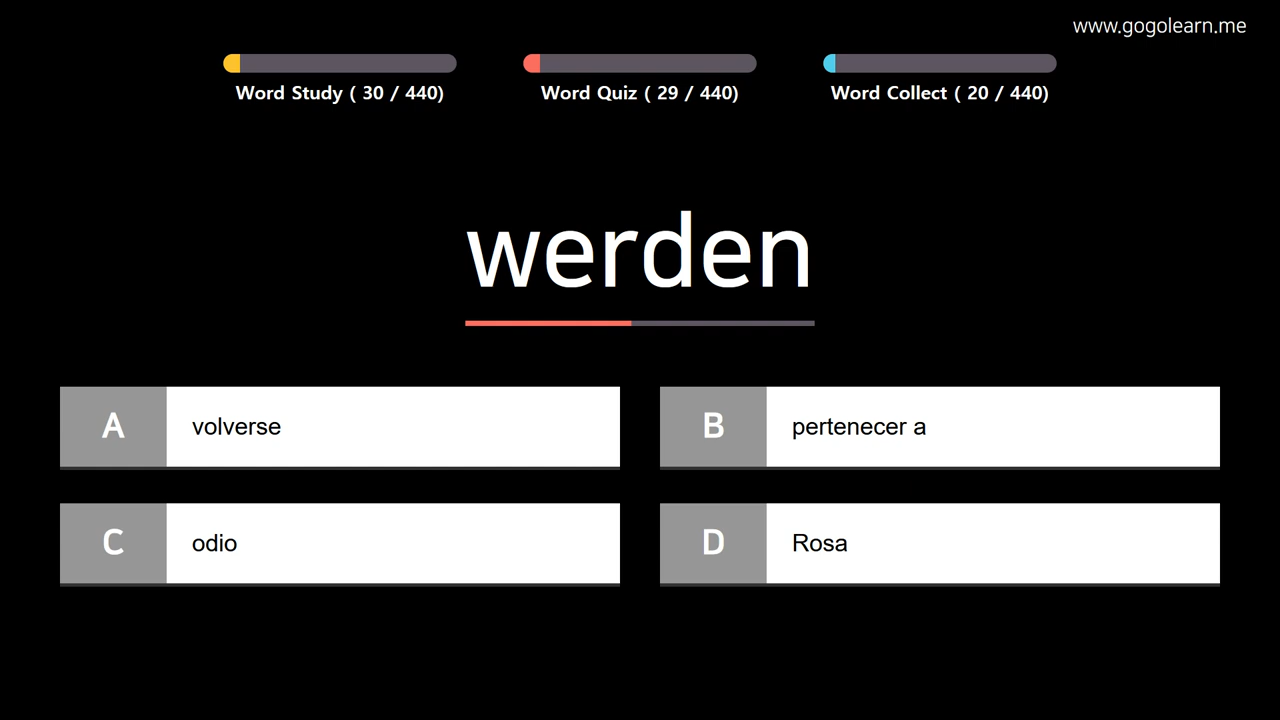 www.gogolearn.me
Word Study ( 30 / 440)
Word Quiz ( 29 / 440)
Word Collect ( 20 / 440)
werden
A volverse
B pertenecer a
C odio
D Rosa